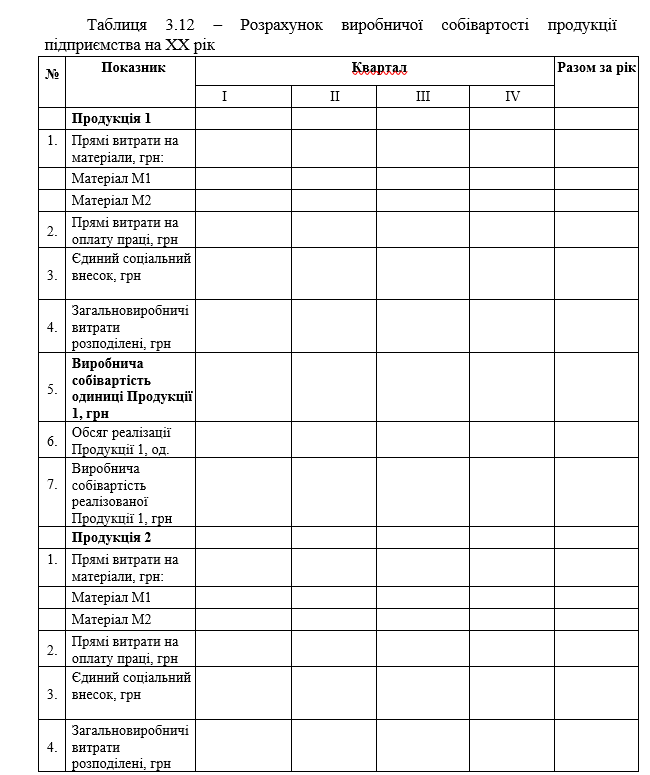 Таблиця 3.12 – Розрахунок виробничої собівартості продукції
підприємства на ХХ рік
№ Показник Квартал Разом за рік
I II III IV
Продукція 1
1. Прямі витрати на
матеріали, грн:
Матеріал М1
Матеріал М2
2. Прямі витрати на
оплату праці, грн
3. Єдиний соціальний
внесок, грн
4. Загальновиробничі
витрати
розподілені, грн
5. Виробнича
собівартість
одиниці Продукції
1, грн
6. Обсяг реалізації
Продукції 1, од.
7. Виробнича
собівартість
реалізованої
Продукції 1, грн
Продукція 2
1. Прямі витрати на
матеріали, грн:
Матеріал М1
Матеріал М2
2. Прямі витрати на
оплату праці, грн
3. Єдиний соціальний
внесок, грн
4. Загальновиробничі
витрати
розподілені, грн